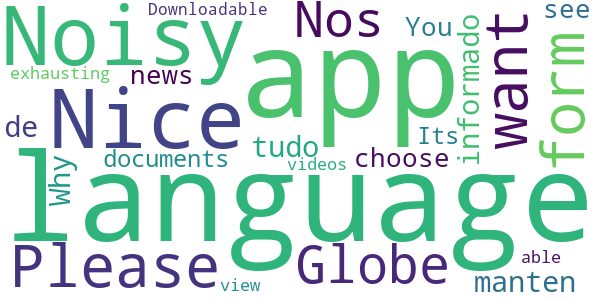 Noisy
Downloadable
Nos
You
see
exhausting
news
app
informado
want
form
de
Nice
tudo
Its
Why
documents
videos
choose
language
Please
Globe
view
able
manten